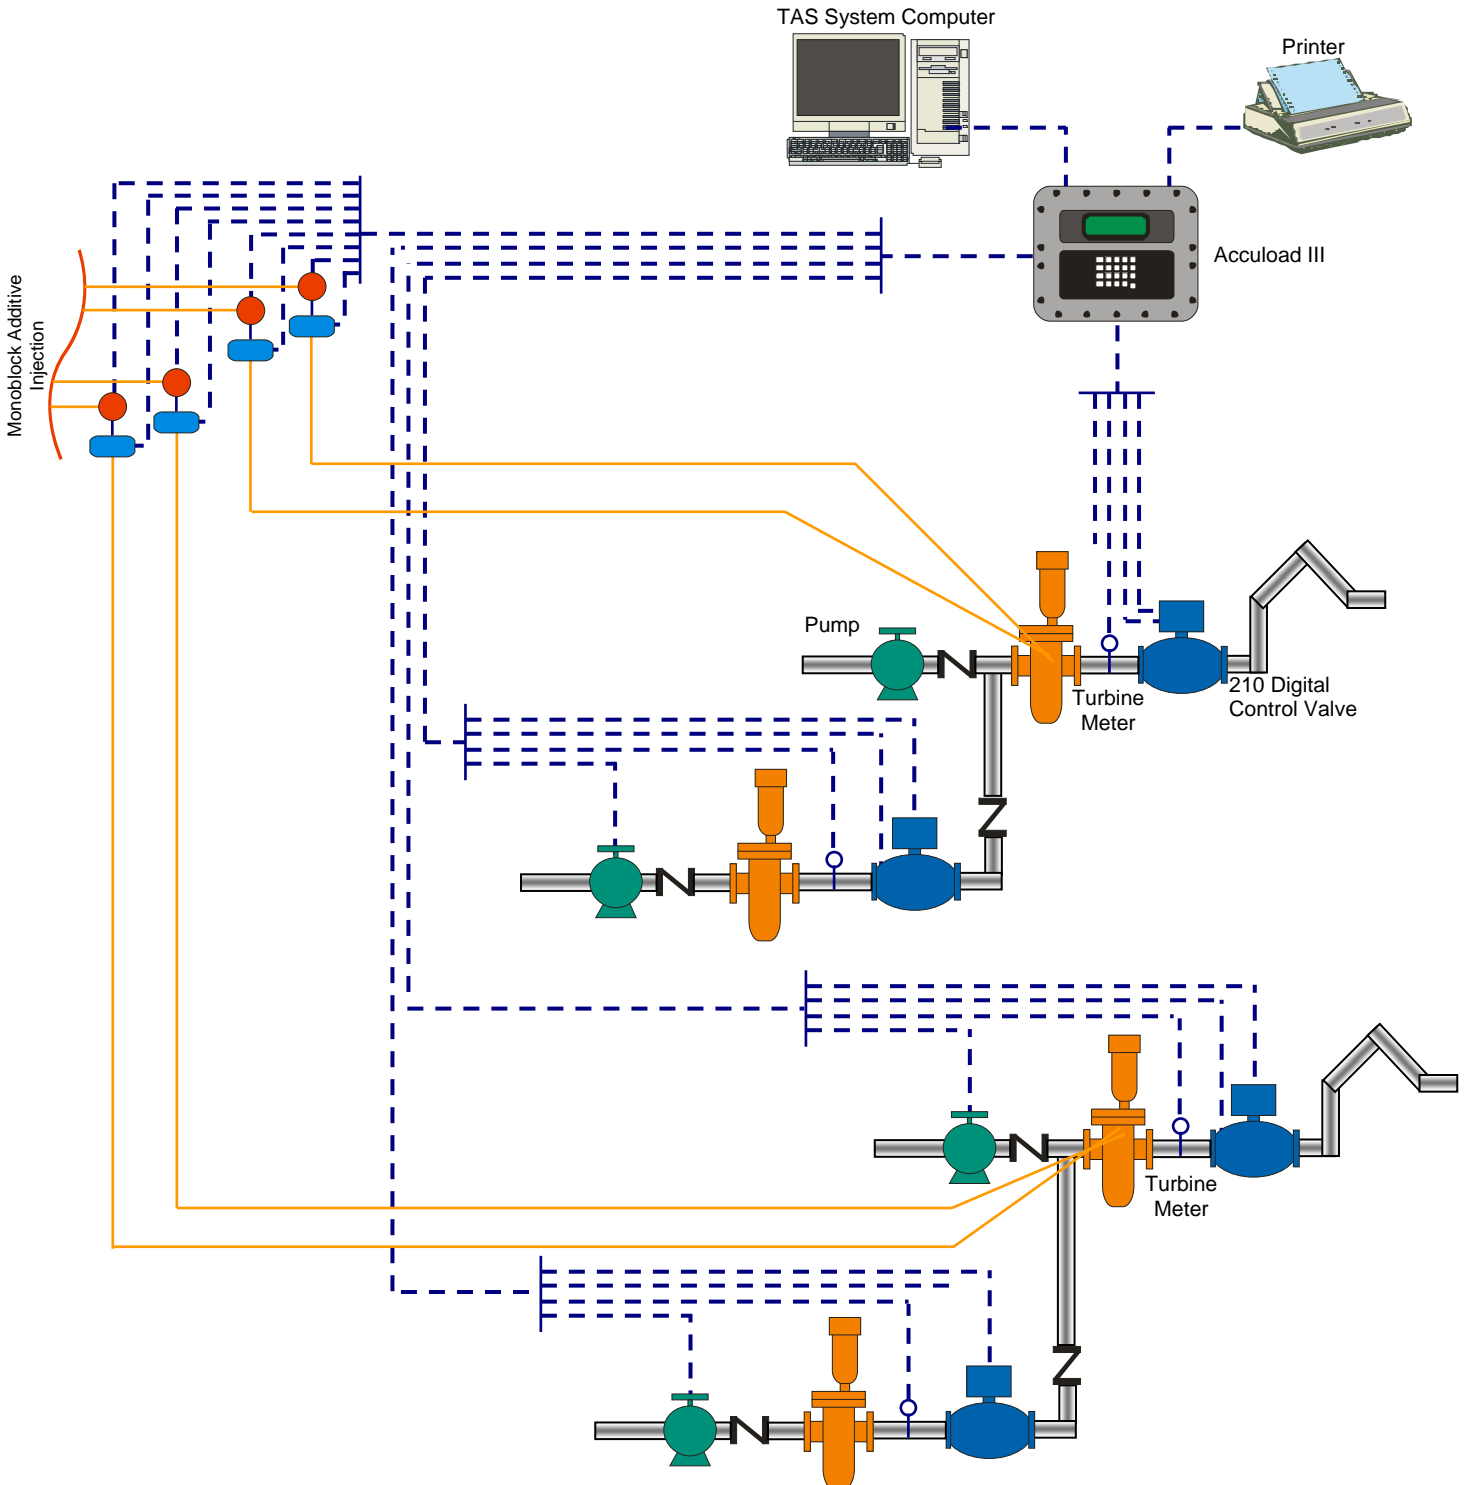 TAS System Computer
Printer
Accuload III
Monoblock Additive
Injection
Pump
Turbine
Meter
210 Digital
Control Valve
Turbine
Meter